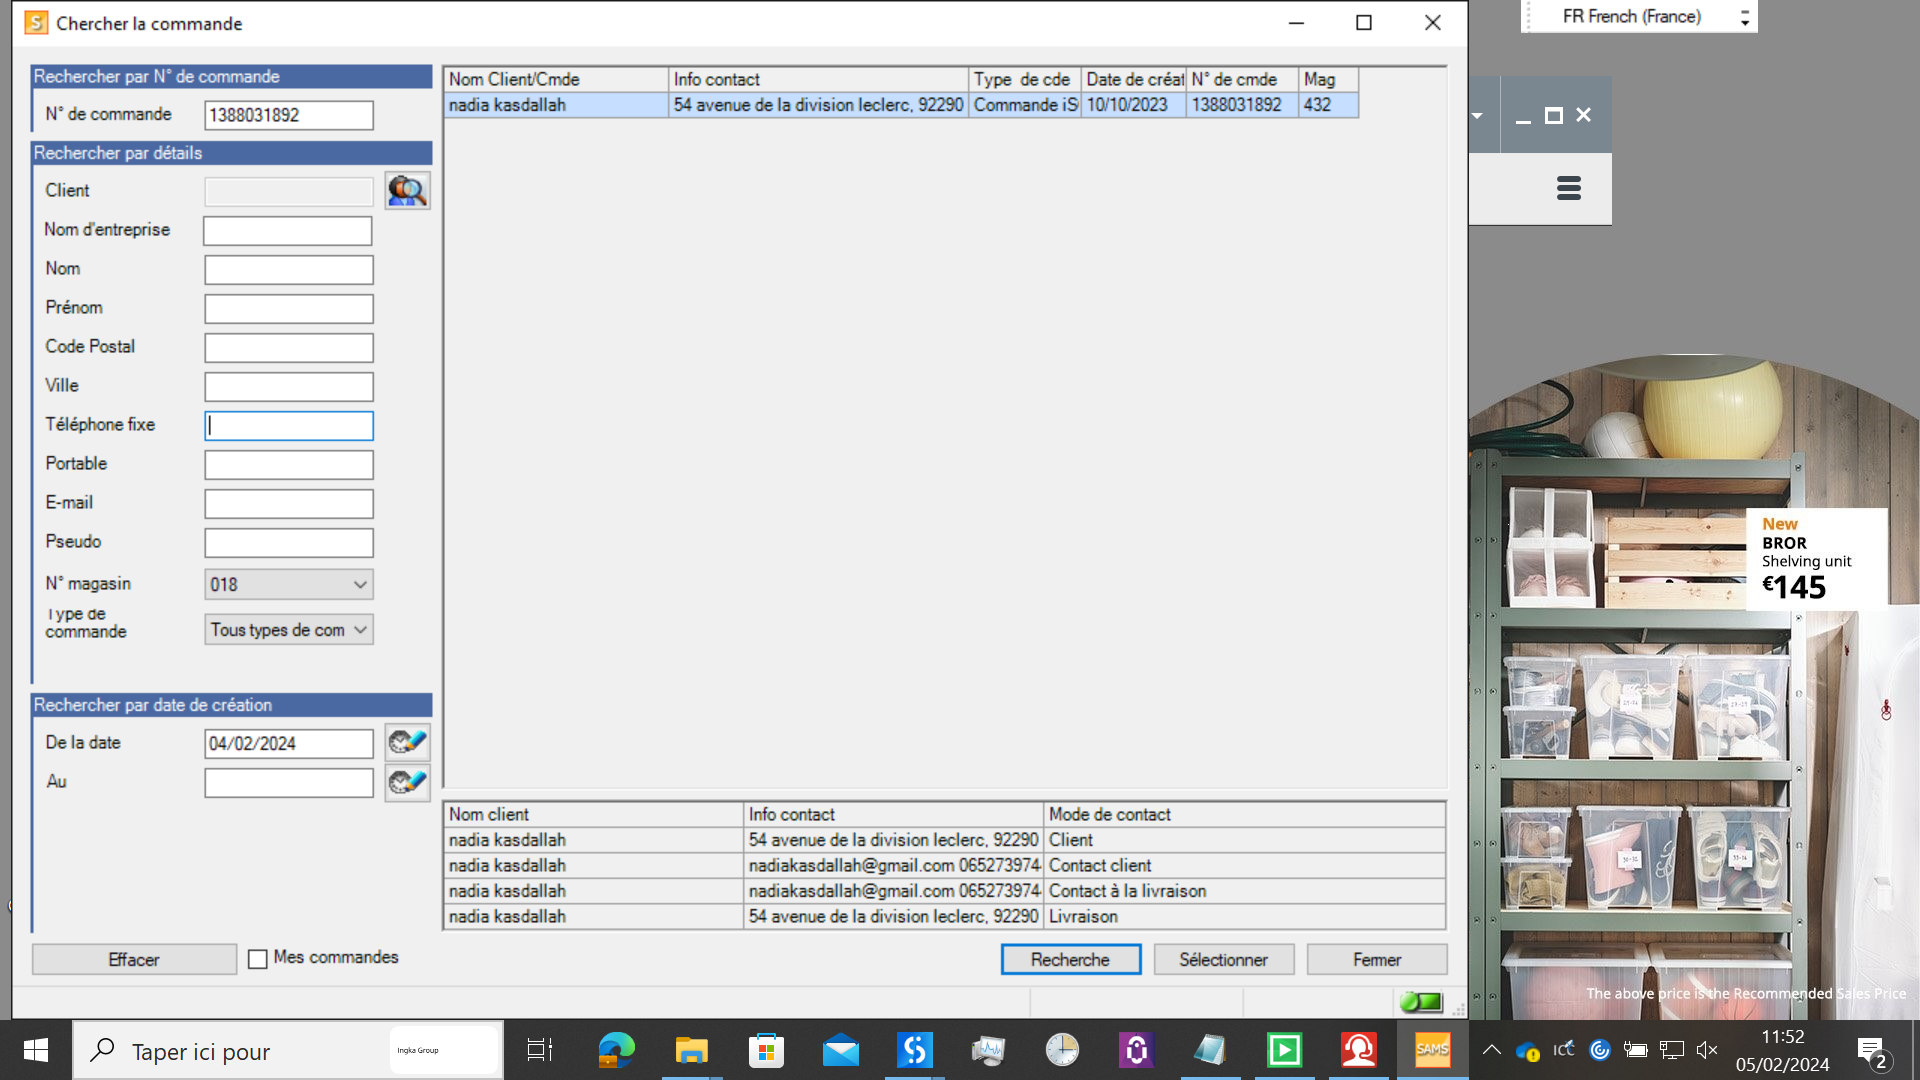 Chercher la commande
FR French (France)
Rechercher par N° de commande
N° de commande
1388031892
Rechercher par détails
Client
Nom d'entreprise
Nom
Prénom
Code Postal
Ville
Téléphone fixe
Portable
E-mail
Pseudo
N° magasin
018
Type de
commande
Tous types de com
Rechercher par date de création
De la date
04/02/2024
Au
Effacer
Mes commandes
Nom Client/Cmde Info contact Type de cde Date de créat N° de cmde Mag
nadia kasdallah 54 avenue de la division leclerc, 92290 Commande iS 10/10/2023 1388031892 432
Nom client Info contact Mode de contact
nadia kasdallah 54 avenue de la division leclerc, 92290 Client
nadia kasdallah nadiakasdallah@gmail.com 065273974 Contact client
nadia kasdallah nadiakasdallah@gmail.com 065273974 Contact à la livraison
nadia kasdallah 54 avenue de la division leclerc, 92290 Livraison
Recherche
Sélectionner
Fermer
New
BROR
Shelving unit
€145
The above price is the Recommended Sales Price
Taper ici pour
Ingka Group
SAMS
ICC
11:52
05/02/2024
2